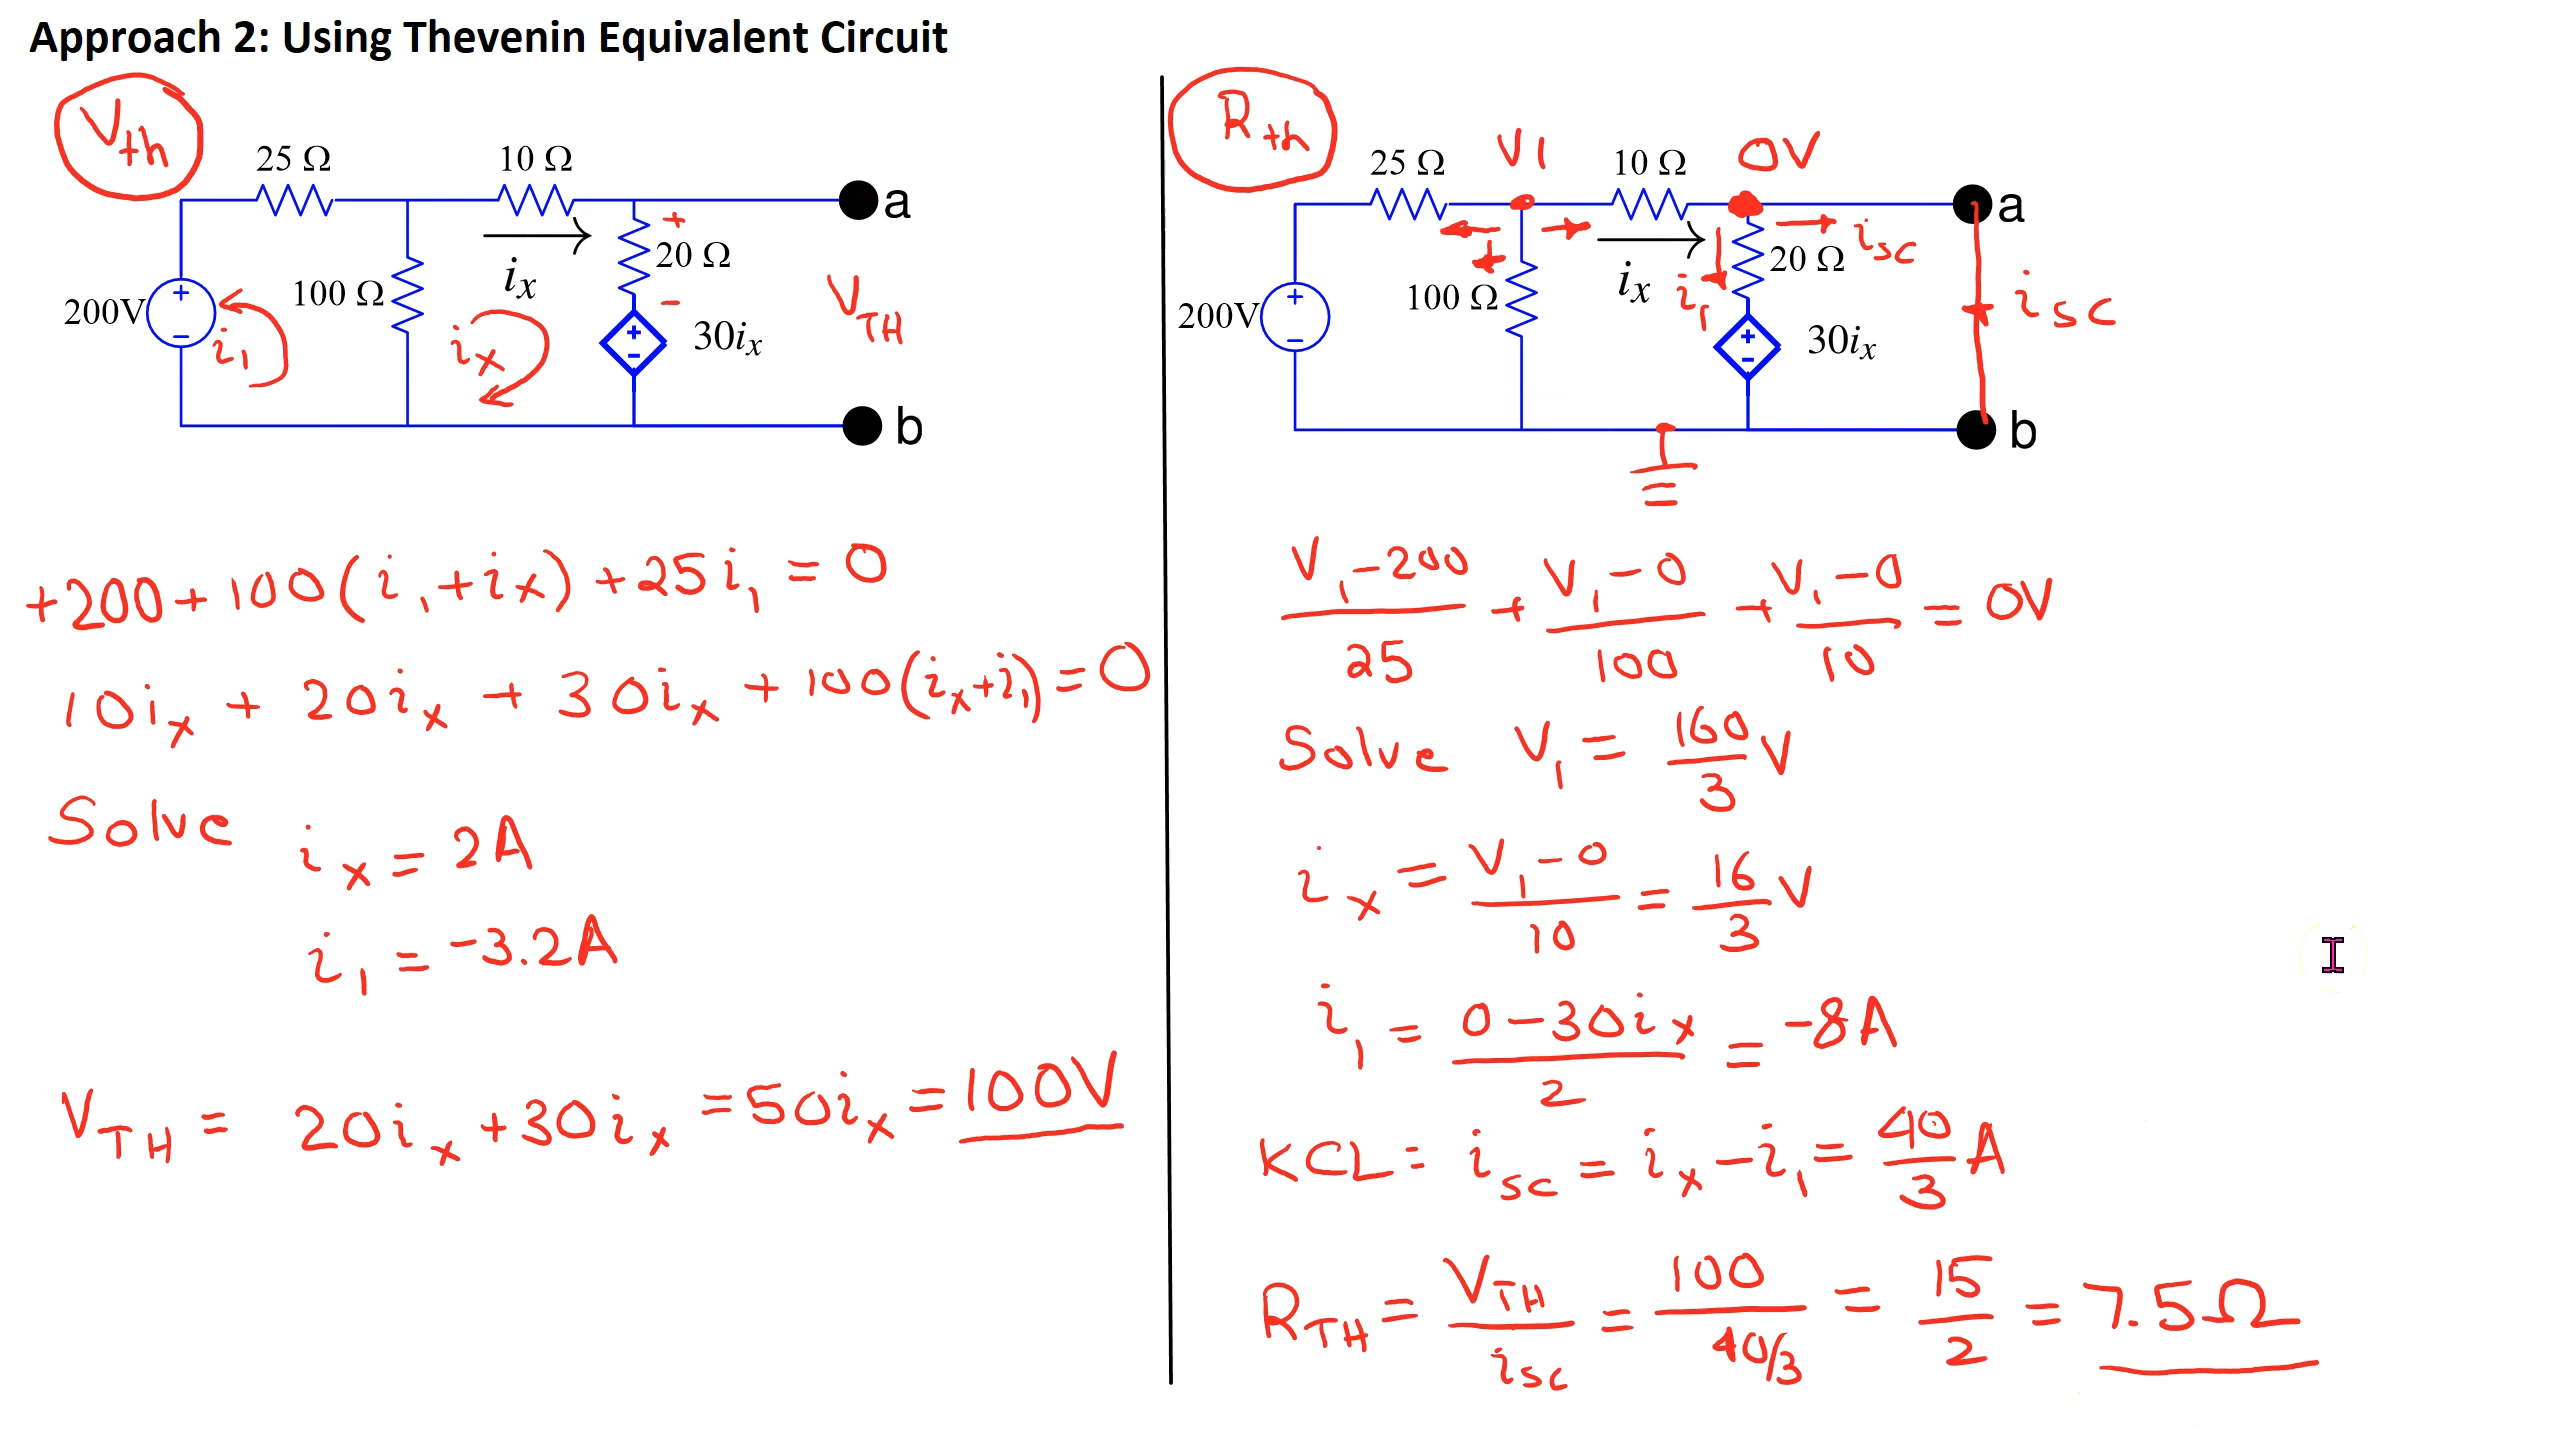 Approach 2: Using Thevenin Equivalent Circuit
Vth
25 Ω
10 Ω
a
+
20 Ω
−
100 Ω
ix
200V
+
−
i1
ix
+
−
30ix
VTH
b
+200+100(i1+ix)+25i1 = 0
10ix + 20ix + 30ix + 100(ix+i1) = 0
Solve ix = 2A
i1 = -3.2A
VTH = 20ix+30ix = 50ix = 100V
Rth
25 Ω
V1
10 Ω
0V
a
isc
20 Ω
100 Ω
ix
i1
200V
+
−
+
−
30ix
isc
b
V1-200/25 + V1-0/100 + V1-0/10 = 0V
Solve V1 = 160/3 V
ix = V1-0/10 = 16/3 V
i1 = 0-30ix/2 = -8A
KCL: isc = ix-i1 = 40/3 A
RTH = VTH/isc = 100/40/3 = 15/2 = 7.5Ω